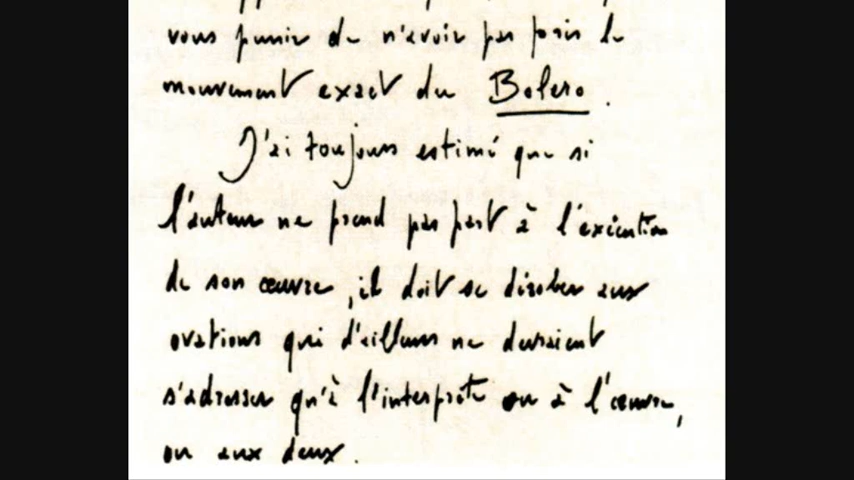 vous punir de n'avoir pas pris le
mouvement exact du Bolero.
J'ai toujours estimé que si
l'auteur ne prend pas part à l'exécution
de son œuvre, il doit se dérober aux
ovations qui d'ailleurs ne devraient
s'adresser qu'à l'interprète ou à l'œuvre,
ou aux deux.